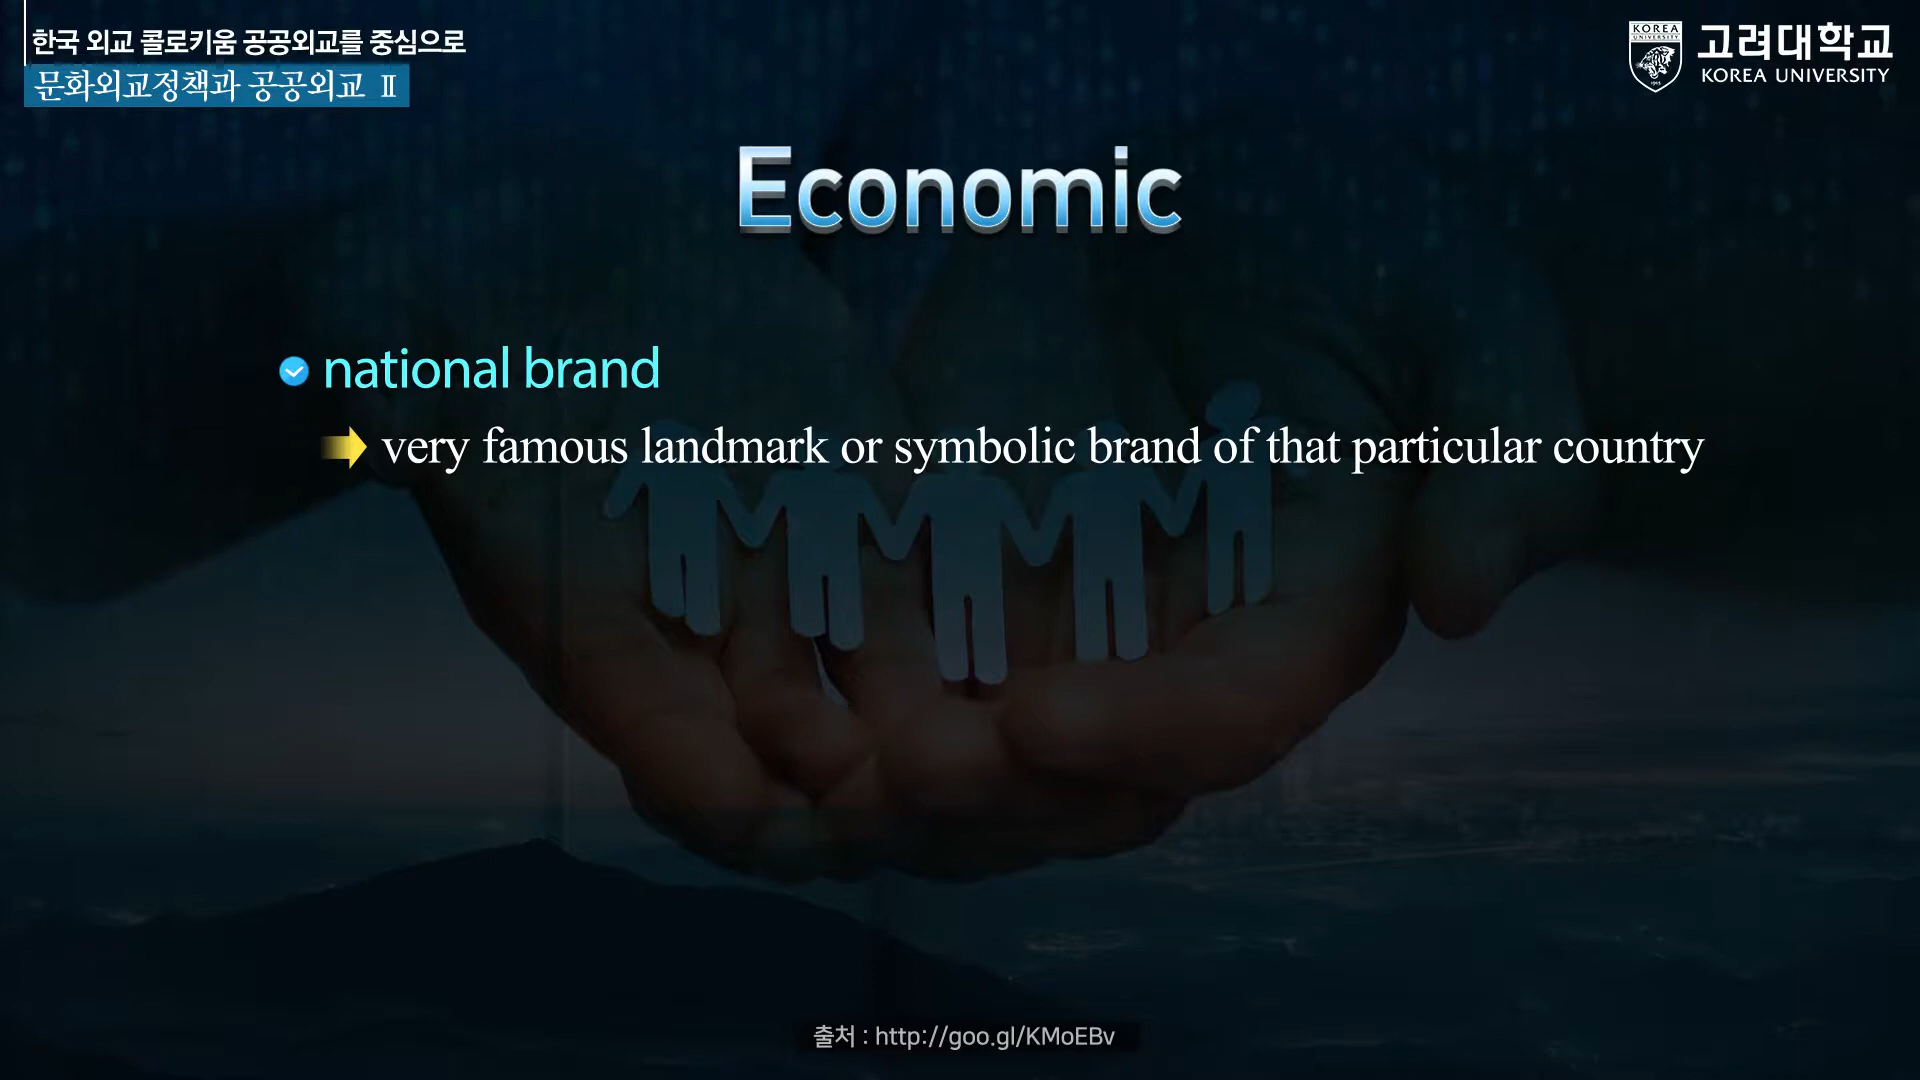 한국 외교 콜로키움 공공외교를 중심으로
문화외교정책과 공공외교 Ⅱ
KOREA
UNIVERSITY
1905
고려대학교
KOREA UNIVERSITY
Economic
national brand
very famous landmark or symbolic brand of that particular country
출처 : http://goo.gl/KMoEBv